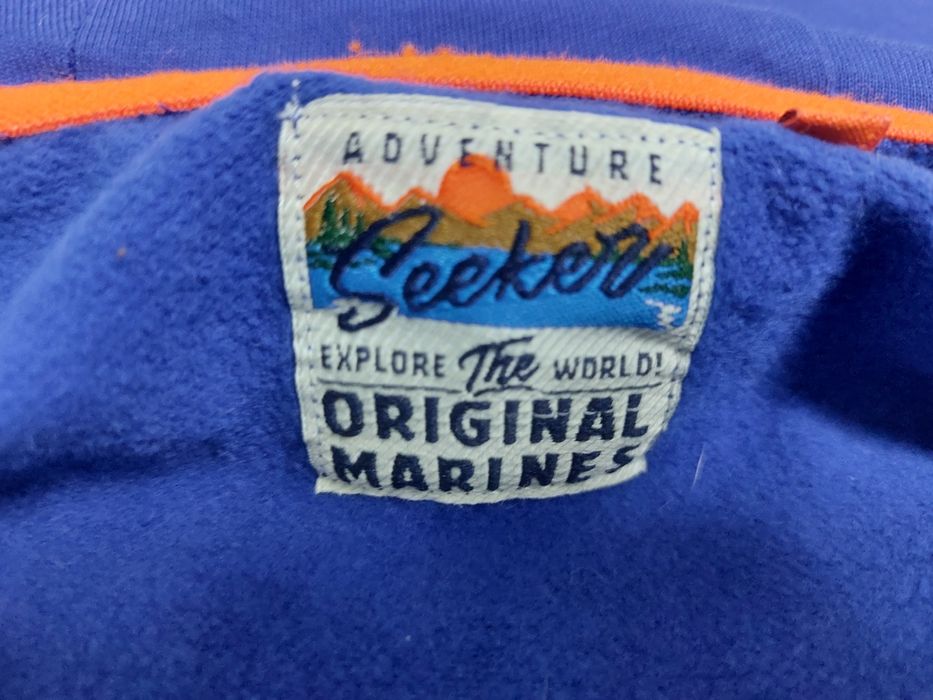 ADVENTURE
Seeker
EXPLORE The WORLD!
ORIGINAL
MARINES